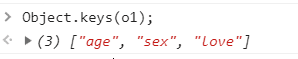 Object.keys(o1);
(3) ["age", "sex", "love"]